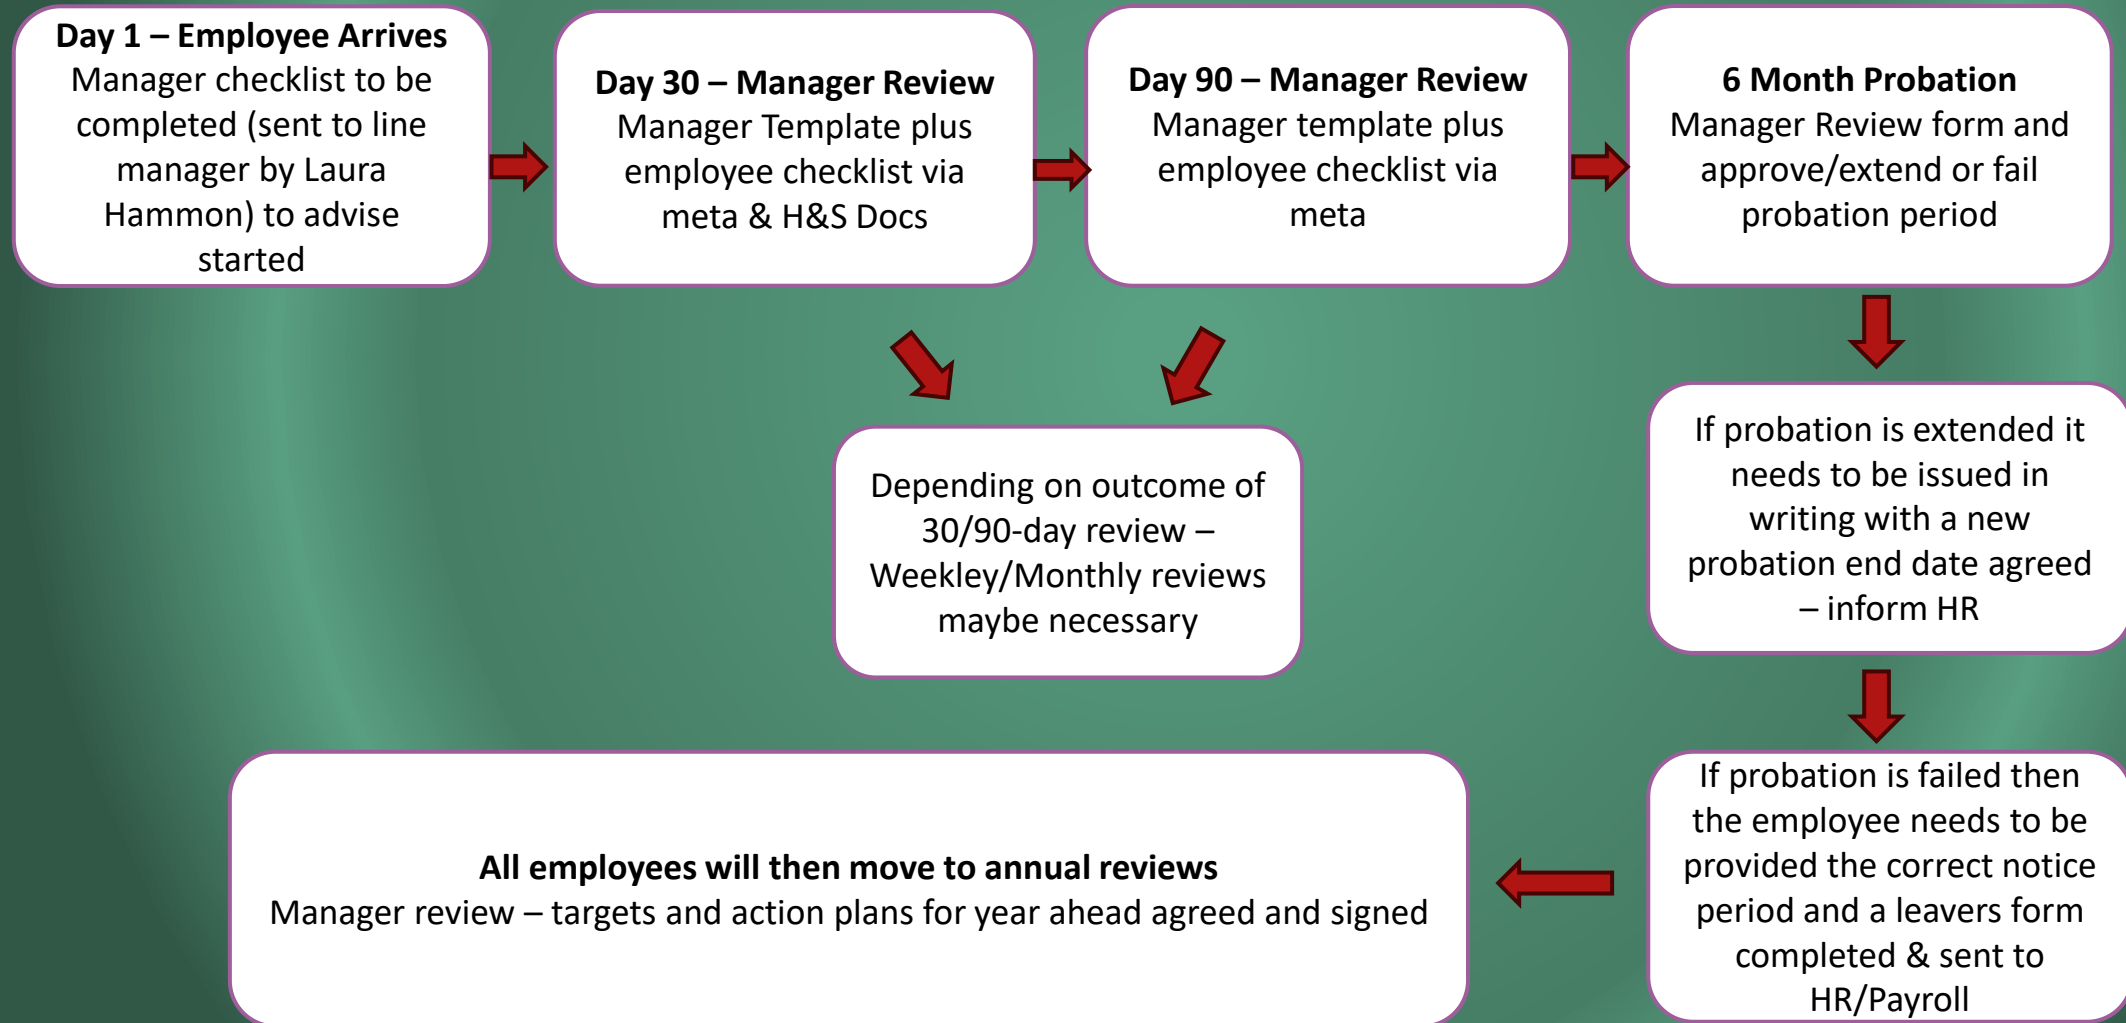 Day 1 – Employee Arrives
Manager checklist to be
completed (sent to line
manager by Laura
Hammon) to advise
started
Day 30 – Manager Review
Manager Template plus
employee checklist via
meta & H&S Docs
Day 90 – Manager Review
Manager template plus
employee checklist via
meta
6 Month Probation
Manager Review form and
approve/extend or fail
probation period
Depending on outcome of
30/90-day review –
Weekley/Monthly reviews
maybe necessary
If probation is extended it
needs to be issued in
writing with a new
probation end date agreed
– inform HR
If probation is failed then
the employee needs to be
provided the correct notice
period and a leavers form
completed & sent to
HR/Payroll
All employees will then move to annual reviews
Manager review – targets and action plans for year ahead agreed and signed